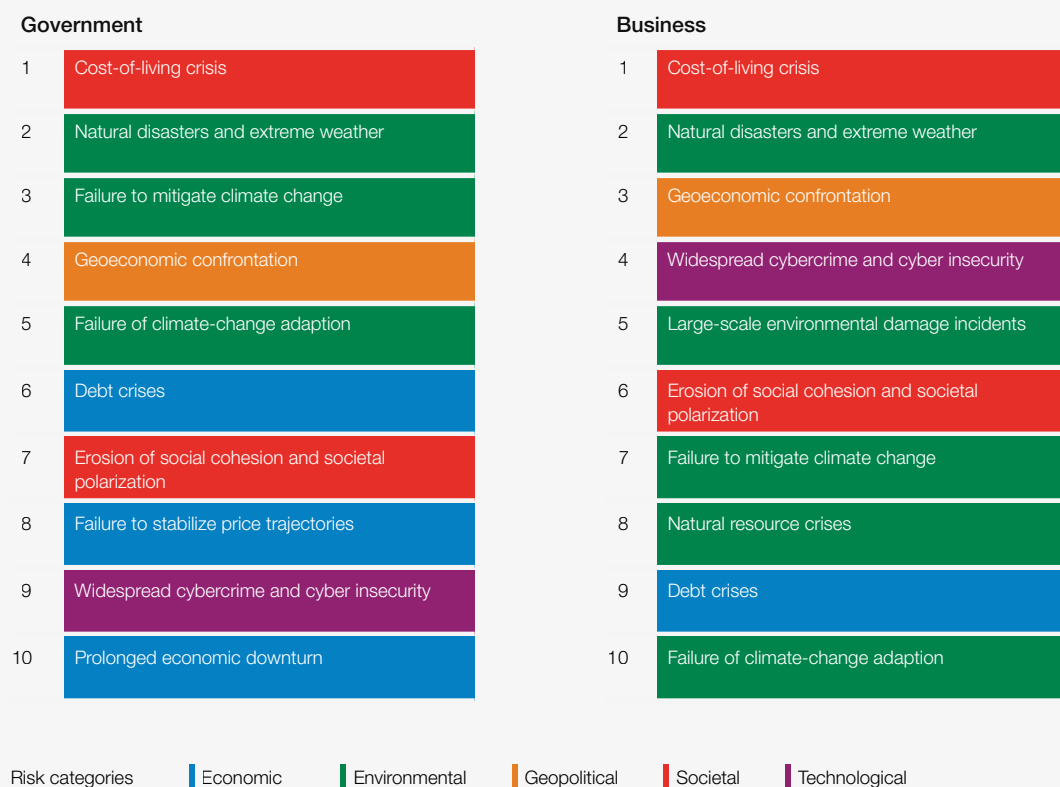 Government
1 Cost-of-living crisis
2 Natural disasters and extreme weather
3 Failure to mitigate climate change
4 Geoeconomic confrontation
5 Failure of climate-change adaption
6 Debt crises
7 Erosion of social cohesion and societal
polarization
8 Failure to stabilize price trajectories
9 Widespread cybercrime and cyber insecurity
10 Prolonged economic downturn
Business
1 Cost-of-living crisis
2 Natural disasters and extreme weather
3 Geoeconomic confrontation
4 Widespread cybercrime and cyber insecurity
5 Large-scale environmental damage incidents
6 Erosion of social cohesion and societal
polarization
7 Failure to mitigate climate change
8 Natural resource crises
9 Debt crises
10 Failure of climate-change adaption
Risk categories Economic Environmental Geopolitical Societal Technological